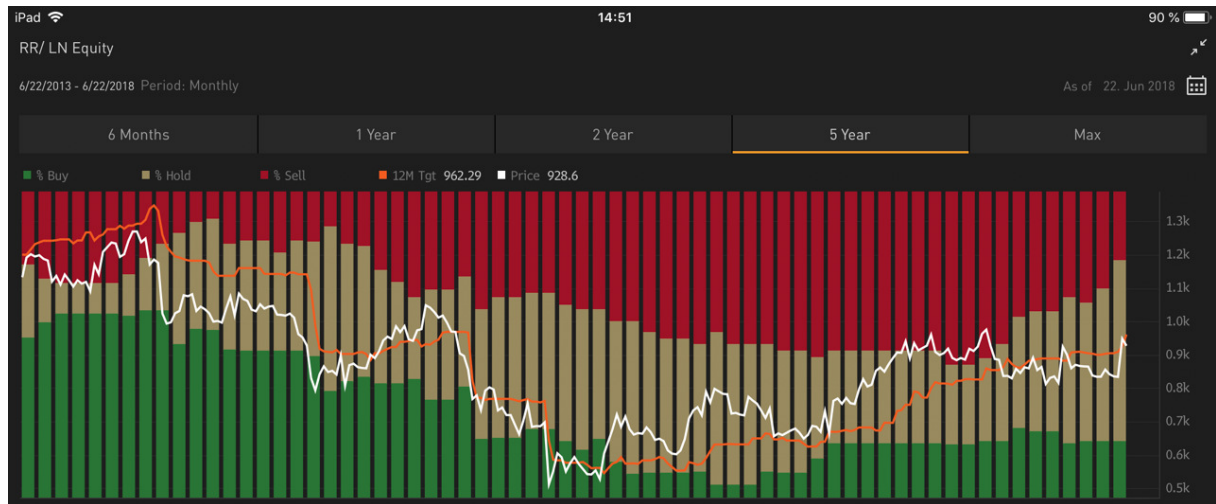 iPad 14:51 90 %
RR/ LN Equity
6/22/2013 - 6/22/2018 Period: Monthly As of 22. Jun 2018
6 Months 1 Year 2 Year 5 Year Max
% Buy % Hold % Sell 12M Tgt 962.29 Price 928.6
1.3k
1.2k
1.1k
1.0k
0.9k
0.8k
0.7k
0.6k
0.5k